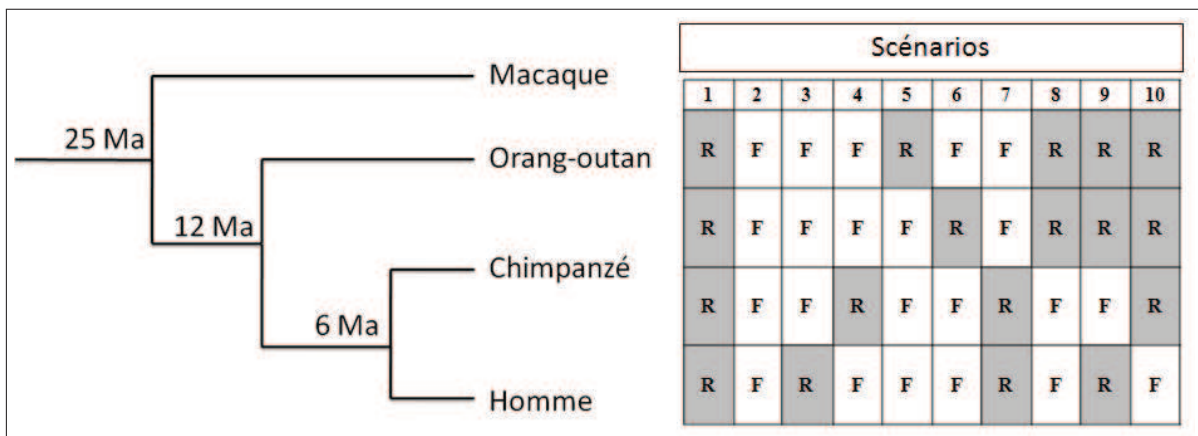 Scénarios
1 2 3 4 5 6 7 8 9 10
Macaque R F F F R F F R R R
25 Ma
Orang-outan R F F F F R F R R R
12 Ma
Chimpanzé R F F R F F R F F R
6 Ma
Homme R F R F F F R F R F